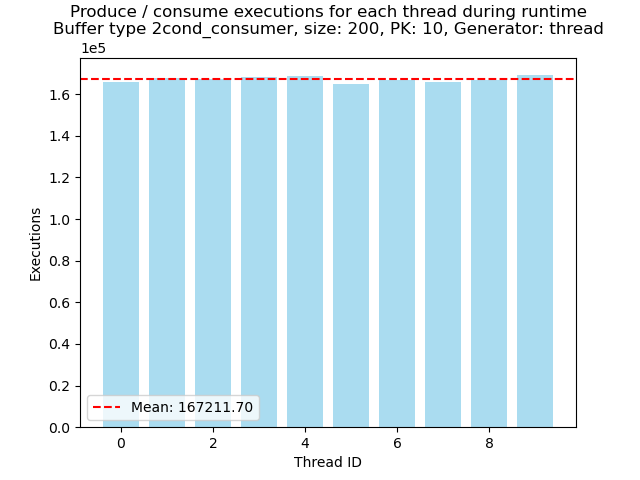 Produce / consume executions for each thread during runtime
Buffer type 2cond_consumer, size: 200, PK: 10, Generator: thread
1e5
1.6
1.4
1.2
1.0
0.8
0.6
0.4
0.2
0.0
Executions
Mean: 167211.70
0 2 4 6 8
Thread ID